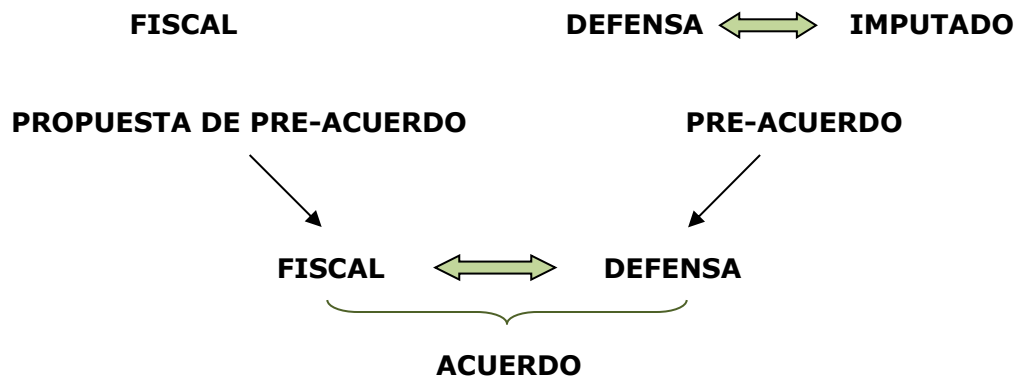 FISCAL DEFENSA IMPUTADO
PROPUESTA DE PRE-ACUERDO PRE-ACUERDO
FISCAL DEFENSA
ACUERDO